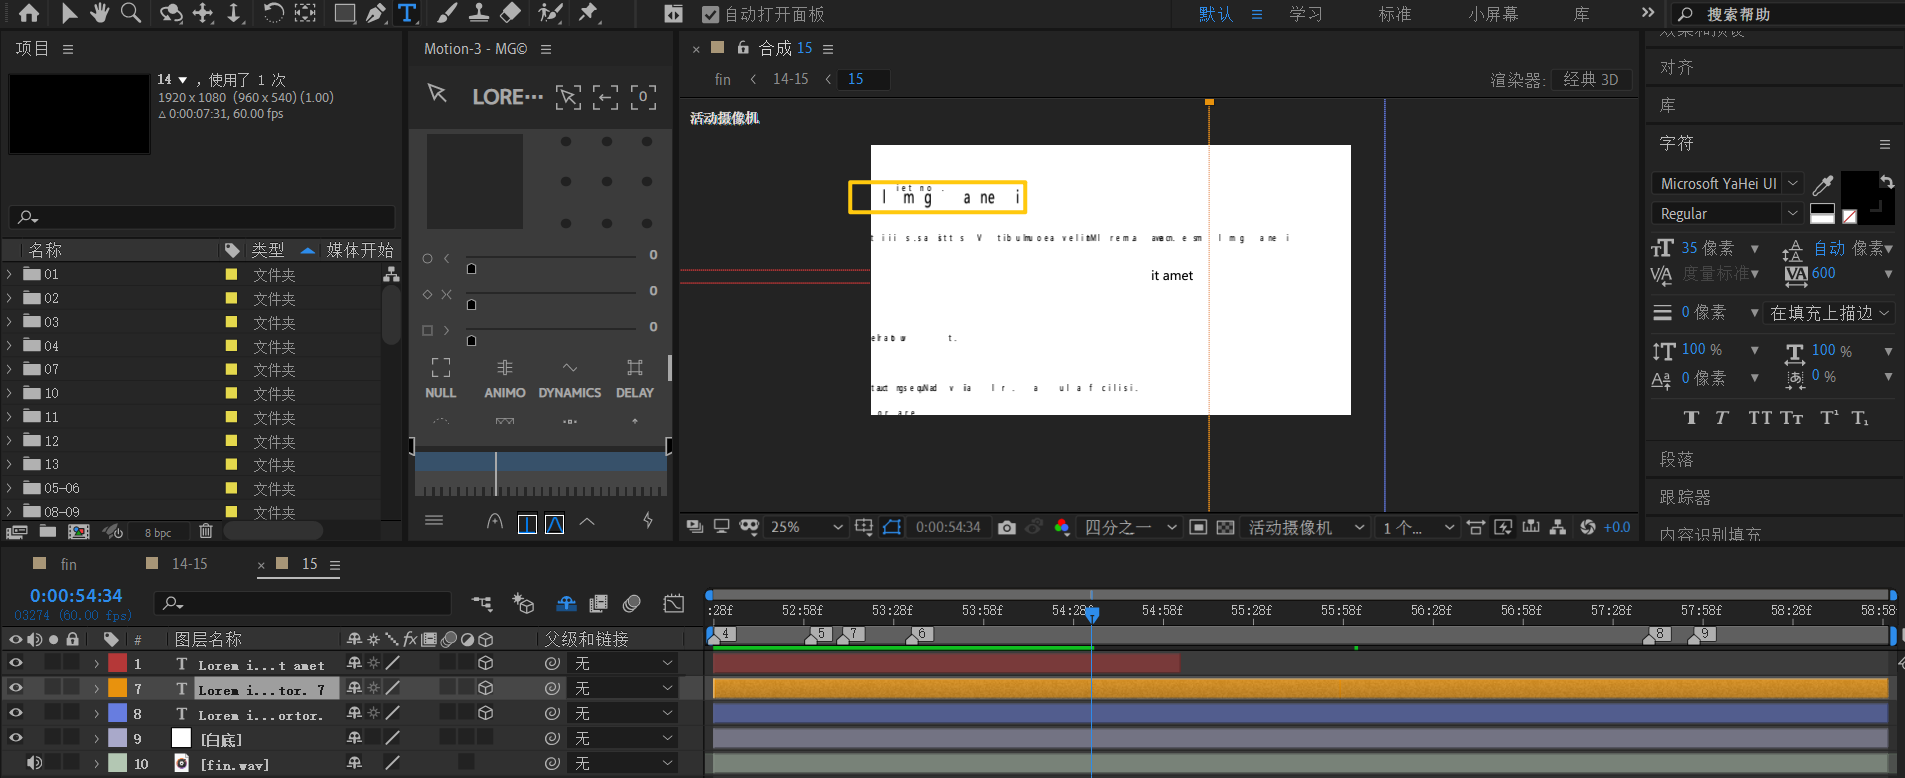 自动打开面板
默认
学习
标准
小屏幕
库
搜索帮助
项目
14 ▼ , 使用了 1 次
1920 x 1080 (960 x 540) (1.00)
△ 0:00:07:31, 60.00 fps
名称
类型
媒体开始
01
文件夹
02
文件夹
03
文件夹
04
文件夹
07
文件夹
10
文件夹
11
文件夹
12
文件夹
13
文件夹
05-06
文件夹
08-09
文件夹
8 bpc
Motion-3 - MG©
LORE···
0
0
0
0
NULL
ANIMO
DYNAMICS
DELAY
合成 15
fin
14-15
15
渲染器:
经典 3D
活动摄像机
iet no .
l mg ane i
it amet
25%
0:00:54:34
四分之一
活动摄像机
1 个...
+0.0
效果和预设
对齐
库
字符
Microsoft YaHei UI
Regular
35 像素
自动 像素
度量标准
600
0 像素
在填充上描边
100 %
100 %
0 像素
0 %
段落
跟踪器
内容识别填充
fin
14-15
15
0:00:54:34
03274 (60.00 fps)
# 图层名称
父级和链接
1 T Lorem i...t amet 无
7 T Lorem i...tor. 7 无
8 T Lorem i...ortor. 无
9 [白底] 无
10 [fin.wav] 无
:28f 52:58f 53:28f 53:58f 54:28f 54:58f 55:28f 55:58f 56:28f 56:58f 57:28f 57:58f 58:28f 58:58
4 5 7 6 8 9